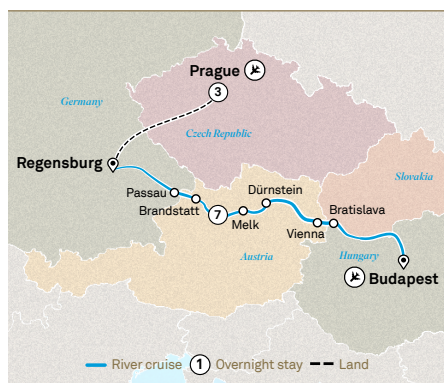 Prague
3
Germany
Czech Republic
Regensburg
Slovakia
Passau
Dürnstein
Brandstatt
7
Melk
Bratislava
Vienna
Austria
Hungary
Budapest
River cruise 1 Overnight stay Land